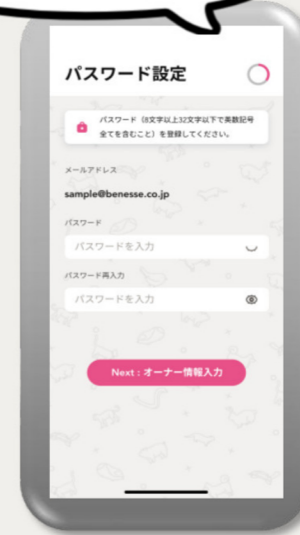 パスワード設定
パスワード（8文字以上32文字以下で英数記号
全てを含むこと）を登録してください。
メールアドレス
sample@benesse.co.jp
パスワード
パスワードを入力
パスワード再入力
パスワードを入力
Next : オーナー情報入力